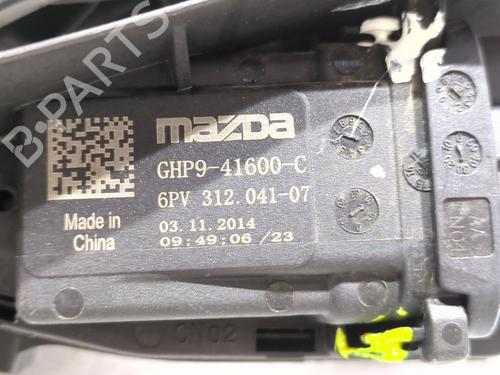 B-PARTS
mazda
GHP9-41600-C
6PV 312.041-07
Made in
China
03.11.2014
09:49:06 /23
CN02